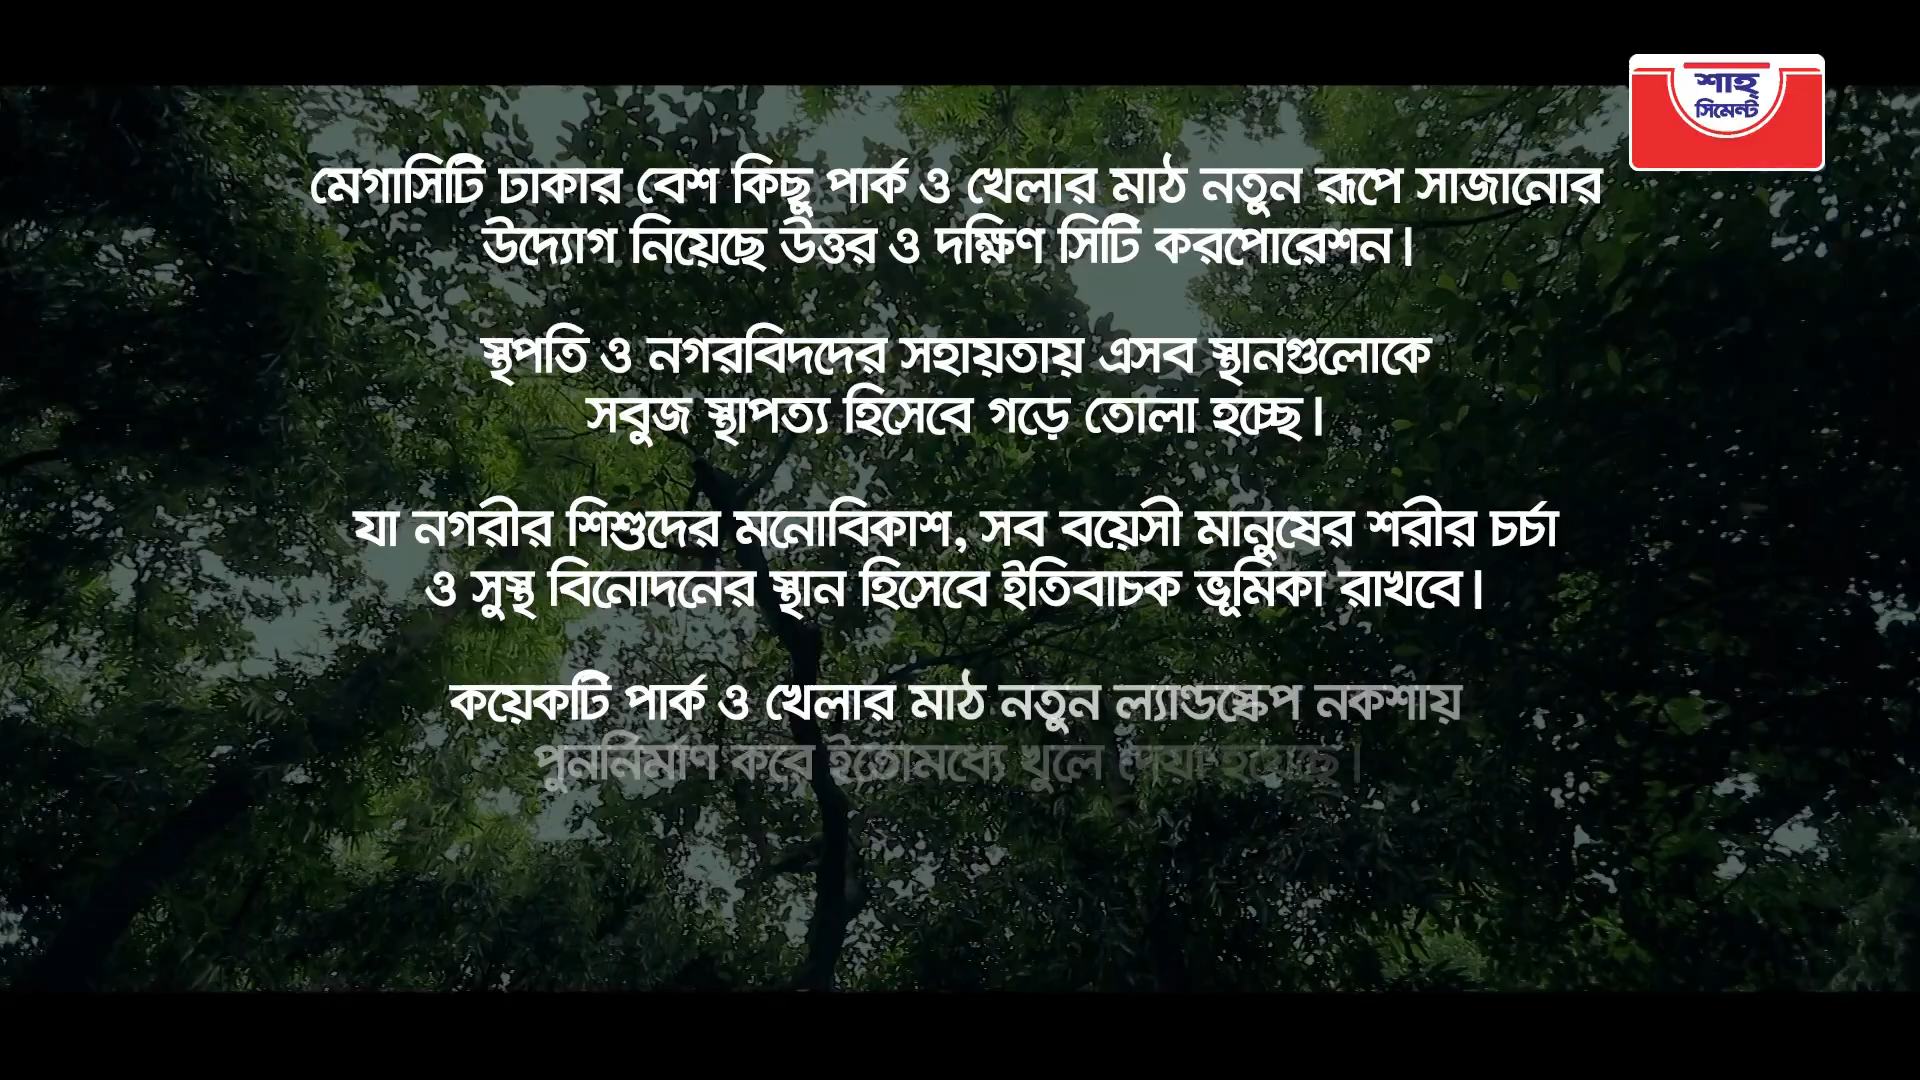 শাহ্
সিমেন্ট
মেগাসিটি ঢাকার বেশ কিছু পার্ক ও খেলার মাঠ নতুন রূপে সাজানোর
উদ্যোগ নিয়েছে উত্তর ও দক্ষিণ সিটি করপোরেশন।
স্থপতি ও নগরবিদদের সহায়তায় এসব স্থানগুলোকে
সবুজ স্থাপত্য হিসেবে গড়ে তোলা হচ্ছে।
যা নগরীর শিশুদের মনোবিকাশ, সব বয়েসী মানুষের শরীর চর্চা
ও সুস্থ বিনোদনের স্থান হিসেবে ইতিবাচক ভূমিকা রাখবে।
কয়েকটি পার্ক ও খেলার মাঠ নতুন ল্যান্ডস্কেপ নকশায়
পুনর্নির্মাণ করে ইতোমধ্যে খুলে দেয়া হয়েছে।